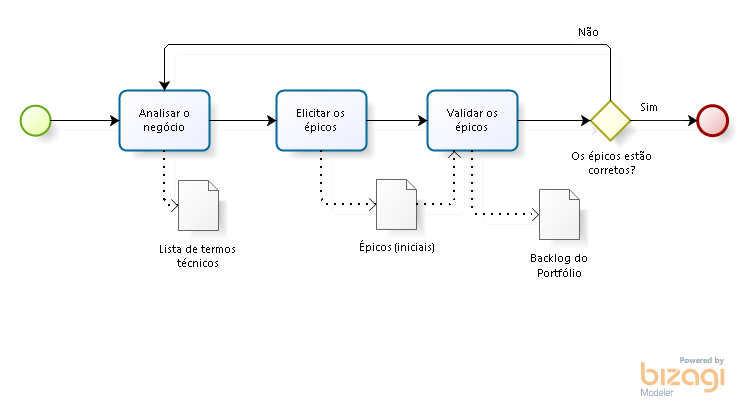 Não
Analisar o
negócio
Elicitar os
épicos
Validar os
épicos
Sim
Os épicos estão
corretos?
Lista de termos
técnicos
Épicos (iniciais)
Backlog do
Portfólio
Powered by
bizagi
Modeler